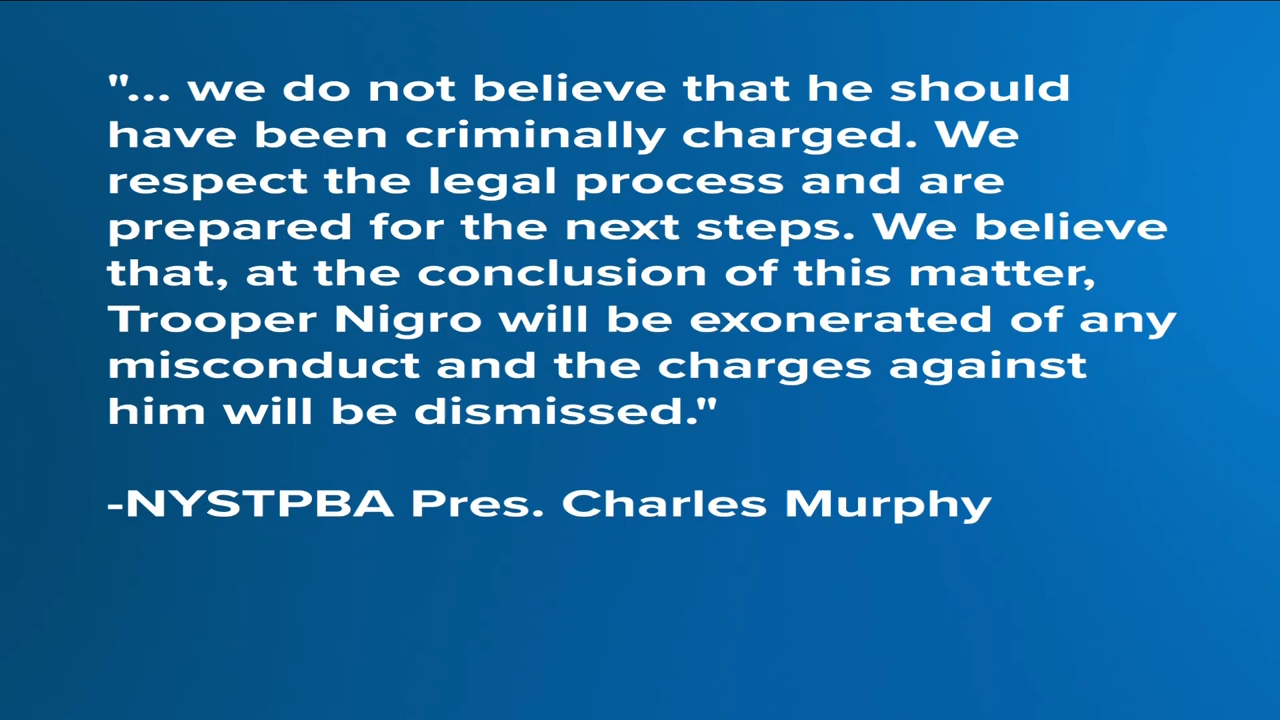 "... we do not believe that he should
have been criminally charged. We
respect the legal process and are
prepared for the next steps. We believe
that, at the conclusion of this matter,
Trooper Nigro will be exonerated of any
misconduct and the charges against
him will be dismissed."
-NYSTPBA Pres. Charles Murphy